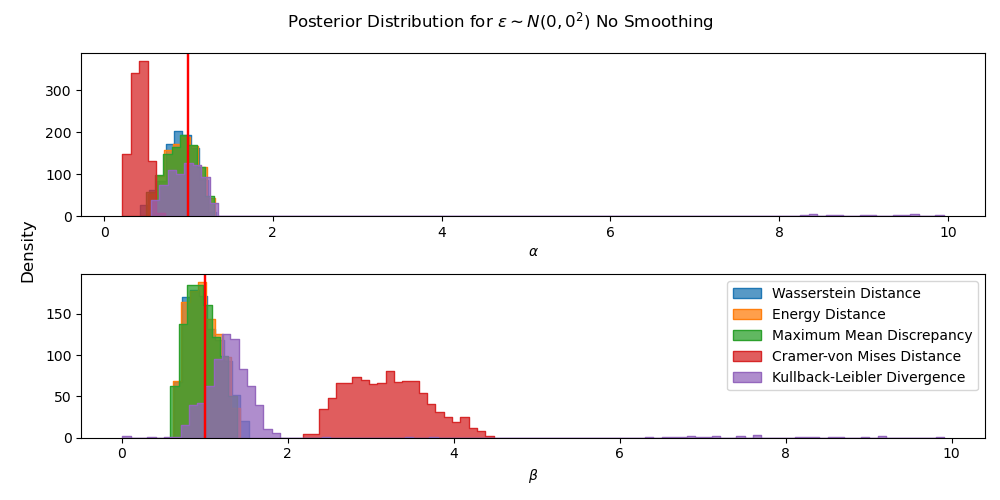 Posterior Distribution for ε ~ N(0, 0²) No Smoothing
Density
300
200
100
0
0 2 4 6 8 10
α
150
100
50
0
0 2 4 6 8 10
β
Wasserstein Distance
Energy Distance
Maximum Mean Discrepancy
Cramer-von Mises Distance
Kullback-Leibler Divergence